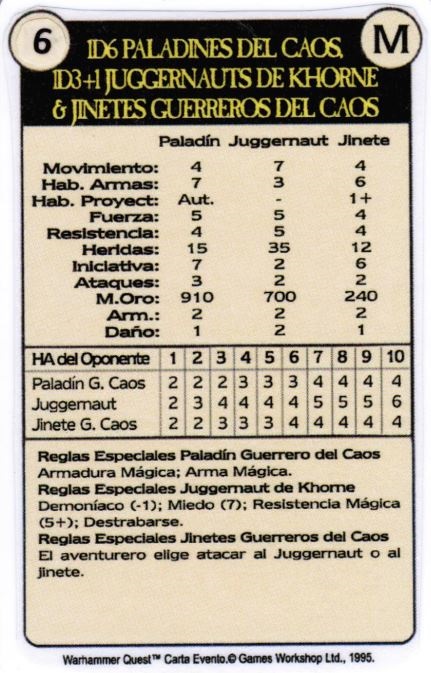 6
M
1D6 PALADINES DEL CAOS,
1D3+1 JUGGERNAUTS DE KHORNE
& JINETES GUERREROS DEL CAOS
Paladín Juggernaut Jinete
Movimiento: 4 7 4
Hab. Armas: 7 3 6
Hab. Proyect: Aut. - 1+
Fuerza: 5 5 4
Resistencia: 4 5 4
Heridas: 15 35 12
Iniciativa: 7 2 6
Ataques: 3 2 2
M.Oro: 910 700 240
Arm.: 2 2 2
Daño: 1 2 1
HA del Oponente 1 2 3 4 5 6 7 8 9 10
Paladín G. Caos 2 2 2 3 3 3 4 4 4 4
Juggernaut 2 3 4 4 4 4 5 5 5 6
Jinete G. Caos 2 2 3 3 3 4 4 4 4 4
Reglas Especiales Paladín Guerrero del Caos
Armadura Mágica; Arma Mágica.
Reglas Especiales Juggernaut de Khorne
Demoníaco (-1); Miedo (7); Resistencia Mágica
(5+); Destrabarse.
Reglas Especiales Jinetes Guerreros del Caos
El aventurero elige atacar al Juggernaut o al
jinete.
Warhammer Quest™ Carta Evento.© Games Workshop Ltd., 1995.